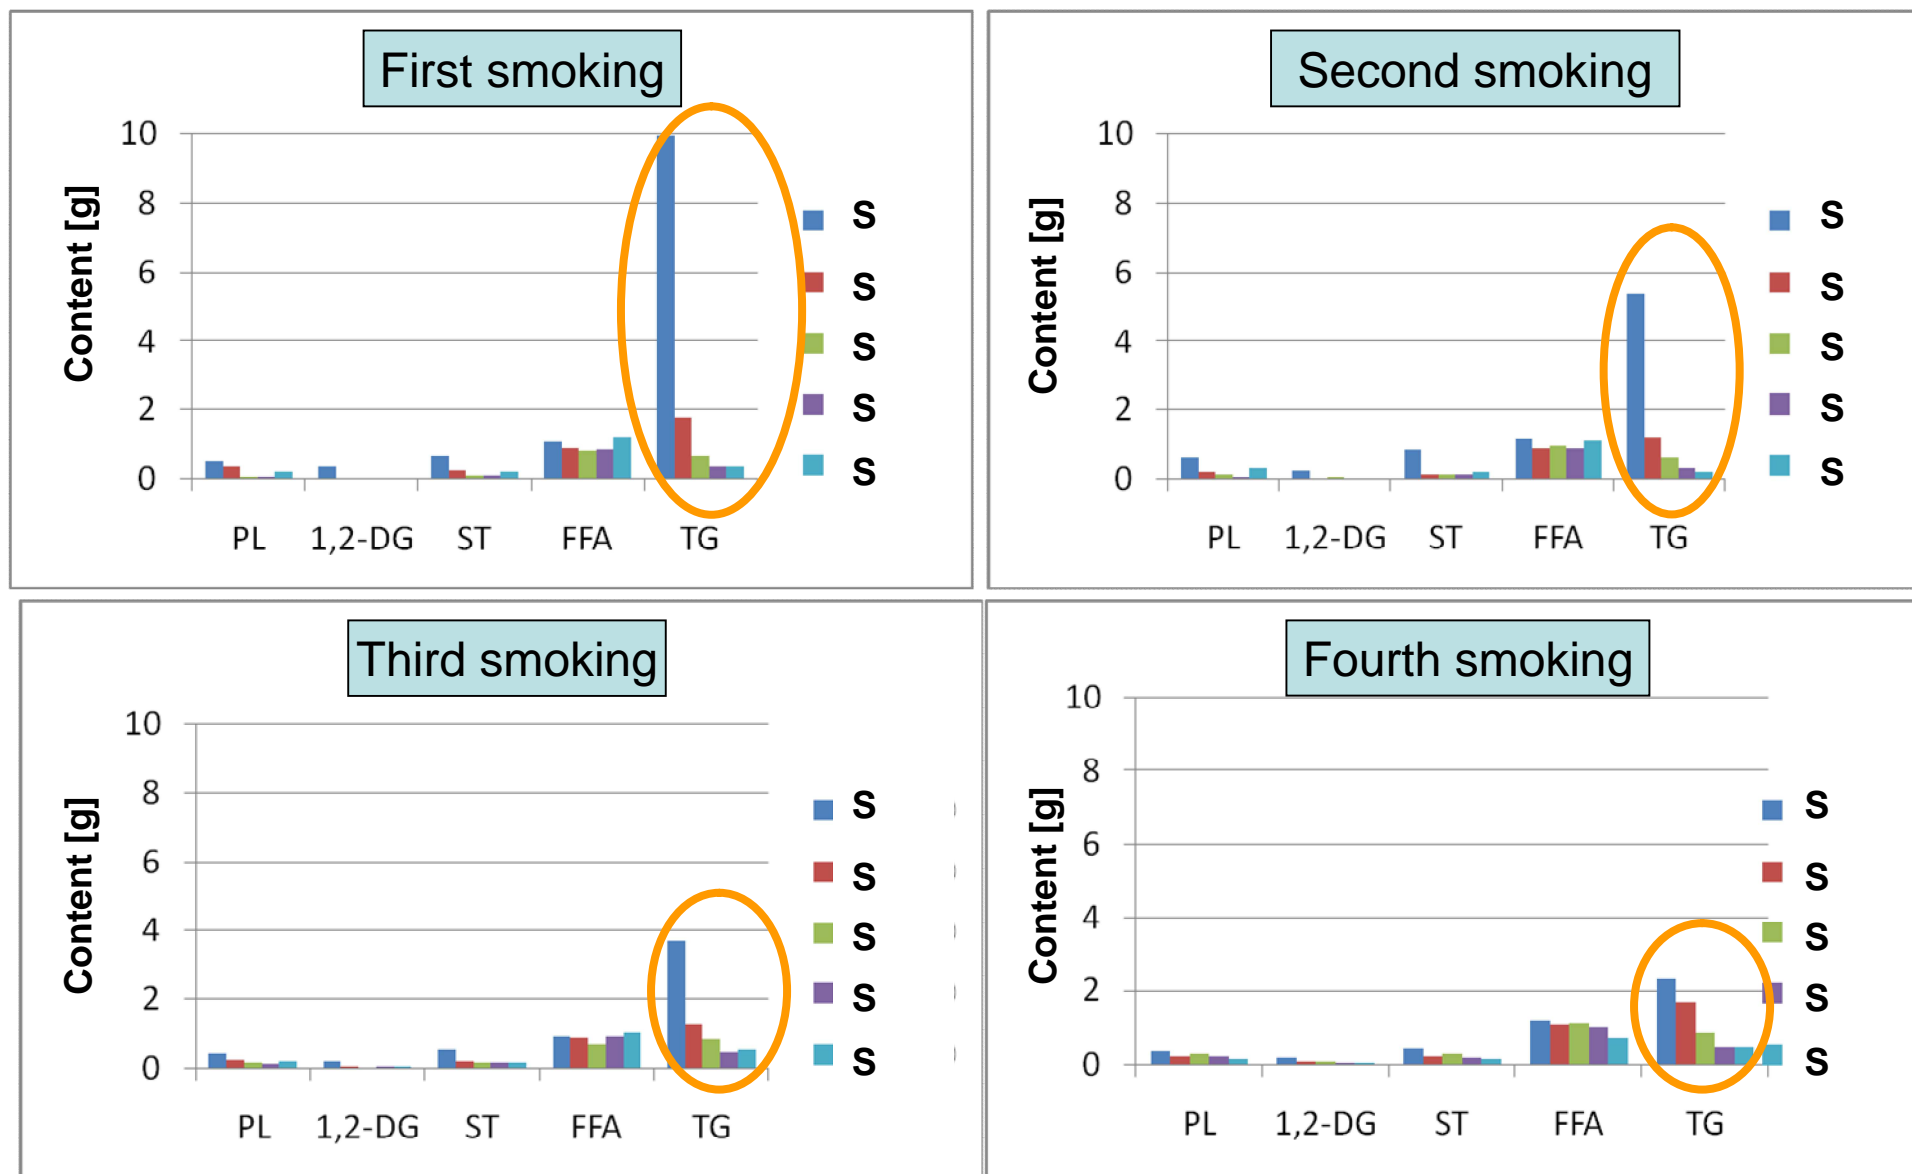 First smoking
Content [g]
10
8
6
4
2
0
PL 1,2-DG ST FFA TG
S
S
S
S
S
Second smoking
Content [g]
10
8
6
4
2
0
PL 1,2-DG ST FFA TG
S
S
S
S
S
Third smoking
Content [g]
10
8
6
4
2
0
PL 1,2-DG ST FFA TG
S
S
S
S
S
Fourth smoking
Content [g]
10
8
6
4
2
0
PL 1,2-DG ST FFA TG
S
S
S
S
S